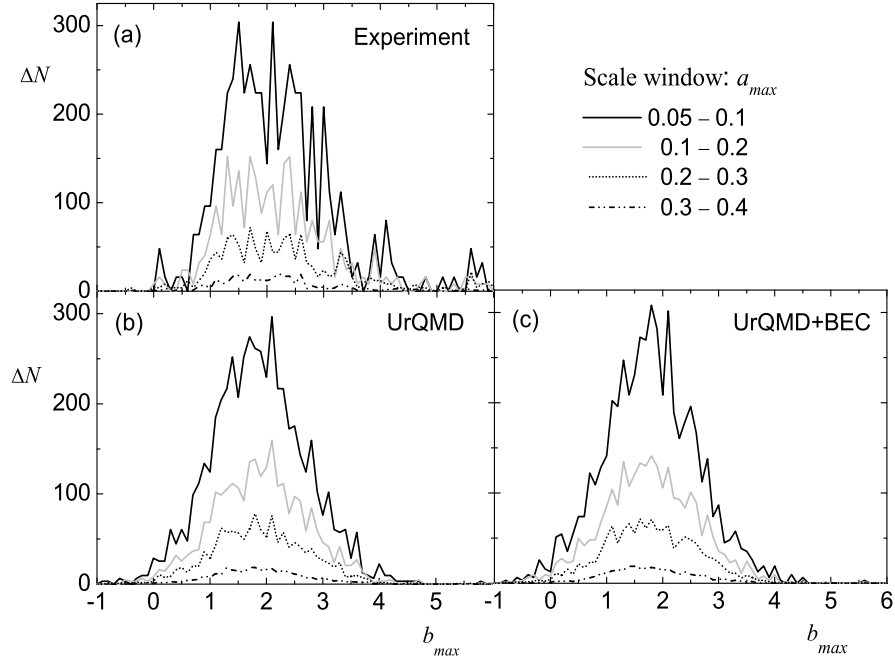 (a)
Experiment
300
ΔN
200
100
0
Scale window: a_max
0.05 – 0.1
0.1 – 0.2
0.2 – 0.3
0.3 – 0.4
(b)
UrQMD
300
ΔN
200
100
0
-1 0 1 2 3 4 5
b_max
(c)
UrQMD+BEC
-1 0 1 2 3 4 5 6
b_max